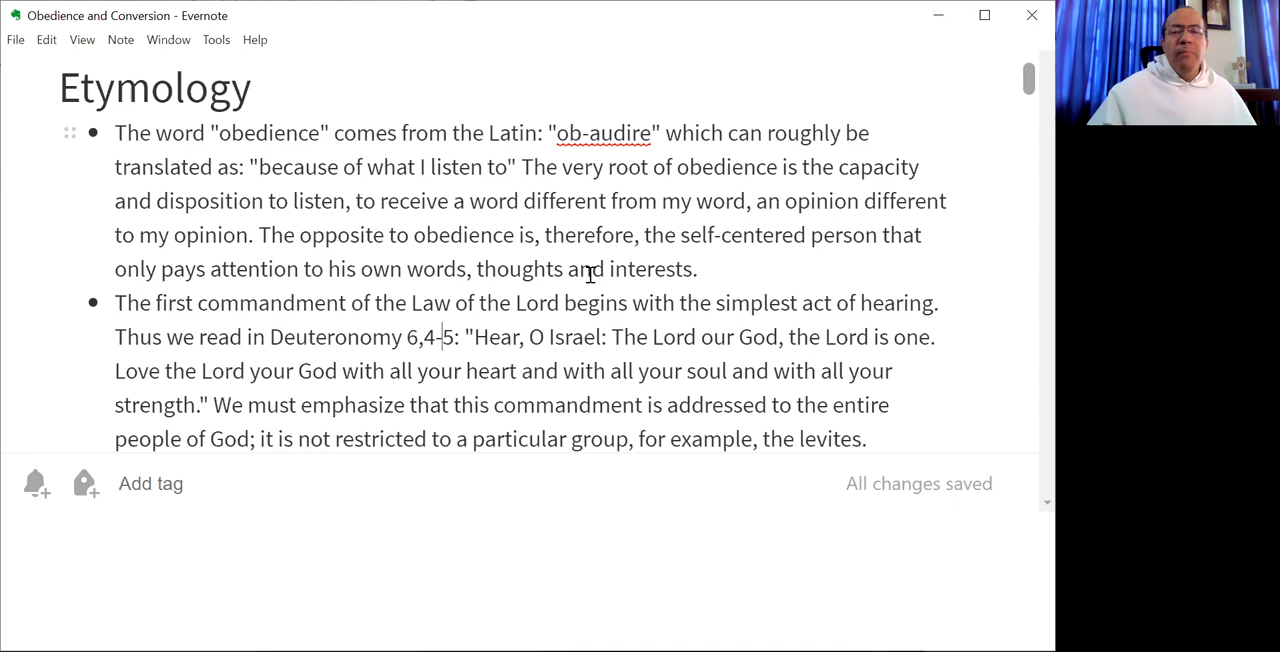 Obedience and Conversion - Evernote
File Edit View Note Window Tools Help
Etymology
The word "obedience" comes from the Latin: "ob-audire" which can roughly be
translated as: "because of what I listen to" The very root of obedience is the capacity
and disposition to listen, to receive a word different from my word, an opinion different
to my opinion. The opposite to obedience is, therefore, the self-centered person that
only pays attention to his own words, thoughts and interests.
The first commandment of the Law of the Lord begins with the simplest act of hearing.
Thus we read in Deuteronomy 6,4-5: "Hear, O Israel: The Lord our God, the Lord is one.
Love the Lord your God with all your heart and with all your soul and with all your
strength." We must emphasize that this commandment is addressed to the entire
people of God; it is not restricted to a particular group, for example, the levites.
Add tag
All changes saved